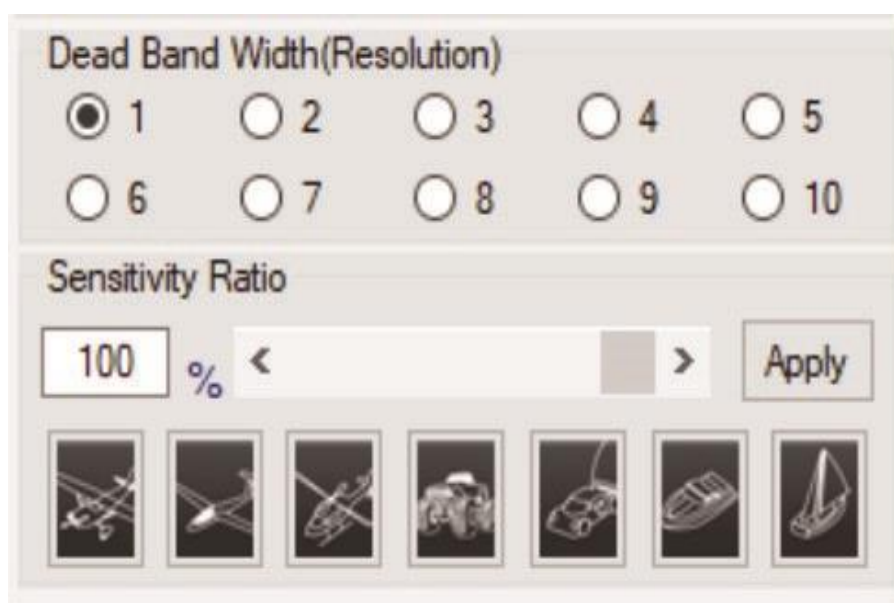 Dead Band Width(Resolution)
1 2 3 4 5
6 7 8 9 10
Sensitivity Ratio
100 % < > Apply